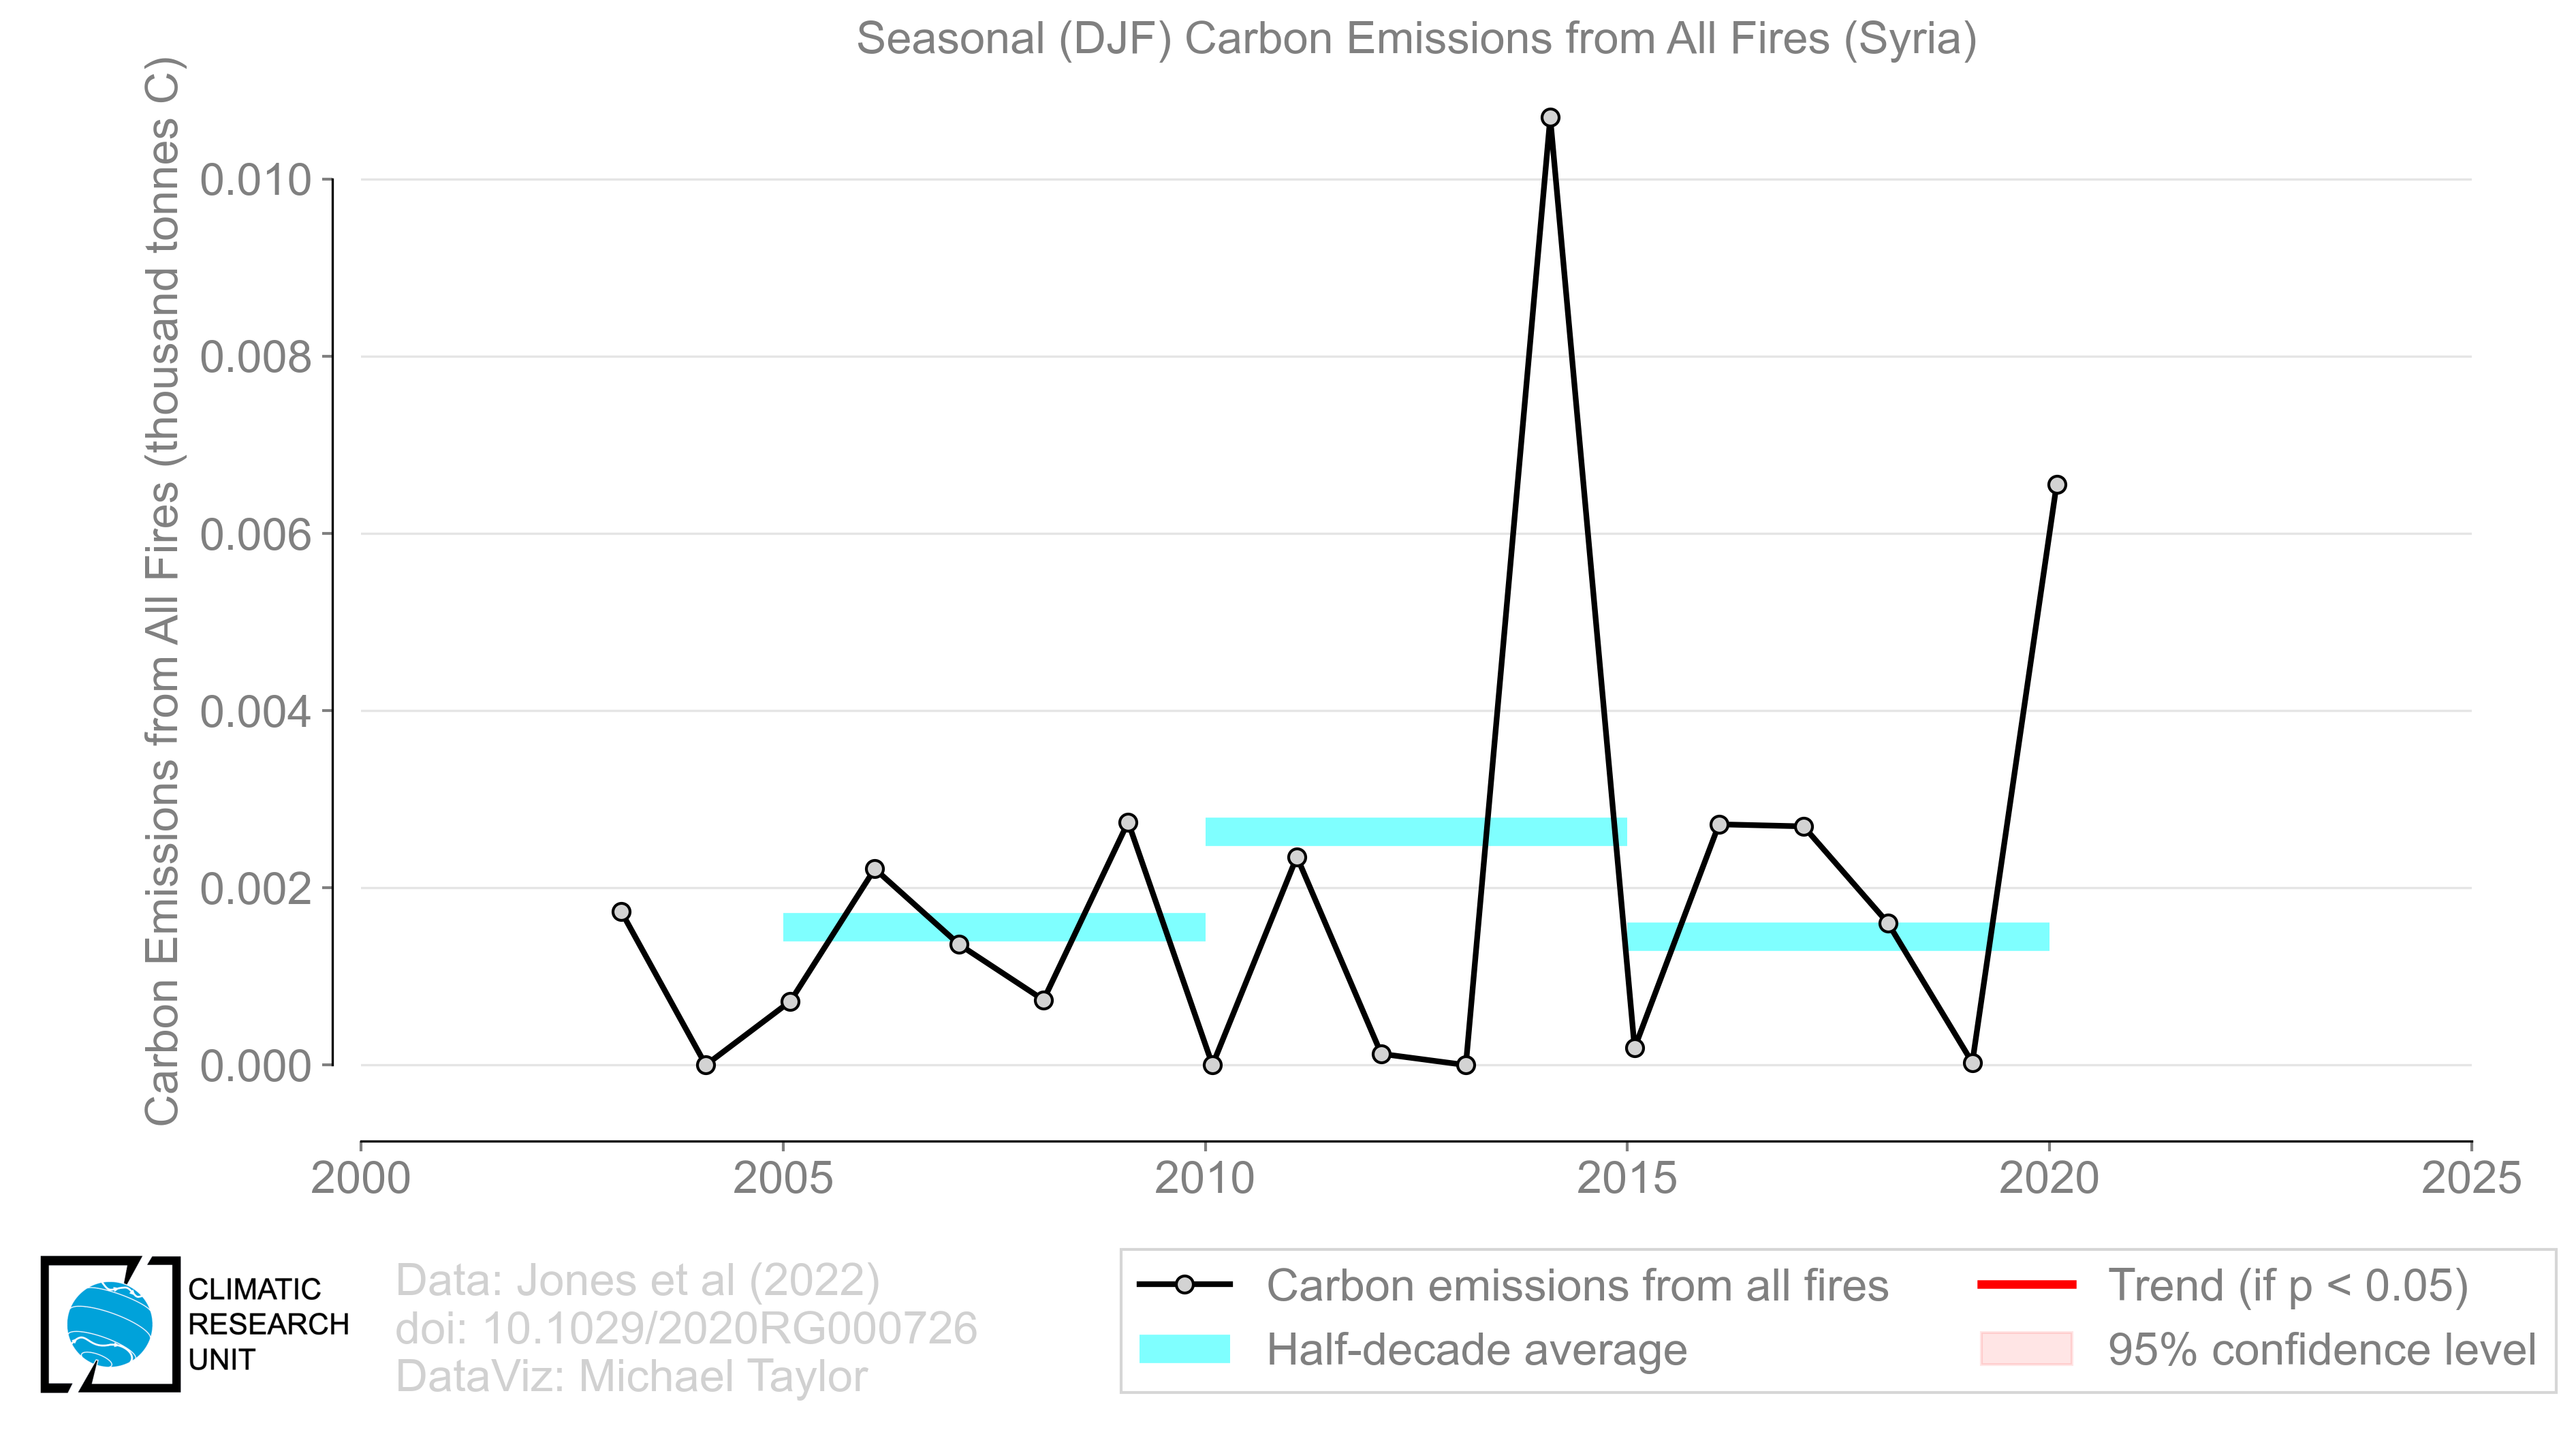 Seasonal (DJF) Carbon Emissions from All Fires (Syria)
Carbon Emissions from All Fires (thousand tonnes C)
0.010
0.008
0.006
0.004
0.002
0.000
2000
2005
2010
2015
2020
2025
CLIMATIC
RESEARCH
UNIT
Data: Jones et al (2022)
doi: 10.1029/2020RG000726
DataViz: Michael Taylor
Carbon emissions from all fires
Half-decade average
Trend (if p < 0.05)
95% confidence level